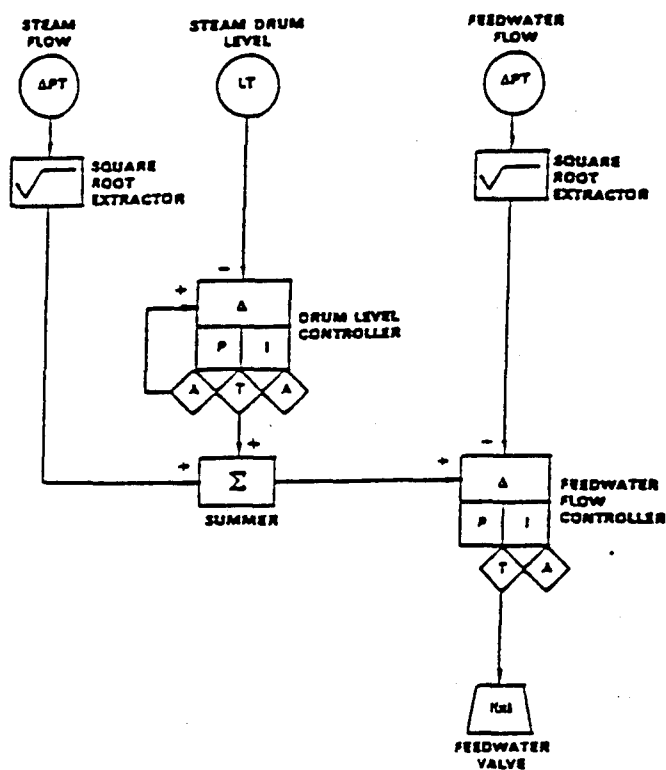 STEAM
FLOW
ΔPT
SQUARE
ROOT
EXTRACTOR
STEAM DRUM
LEVEL
LT
FEEDWATER
FLOW
ΔPT
SQUARE
ROOT
EXTRACTOR
−
+
Δ
P I
A T A
DRUM LEVEL
CONTROLLER
+
+
Σ
SUMMER
−
+
Δ
P I
T A
FEEDWATER
FLOW
CONTROLLER
f(x)
FEEDWATER
VALVE